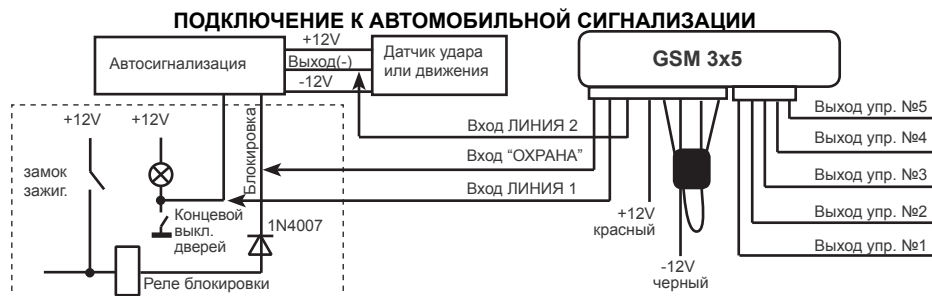 ПОДКЛЮЧЕНИЕ К АВТОМОБИЛЬНОЙ СИГНАЛИЗАЦИИ
Автосигнализация
+12V
Выход(-)
-12V
Датчик удара
или движения
GSM 3x5
+12V
+12V
замок
зажиг.
Концевой
выкл.
дверей
Блокировка
1N4007
Реле блокировки
Вход ЛИНИЯ 2
Вход “ОХРАНА”
Вход ЛИНИЯ 1
+12V
красный
-12V
черный
Выход упр. №5
Выход упр. №4
Выход упр. №3
Выход упр. №2
Выход упр. №1